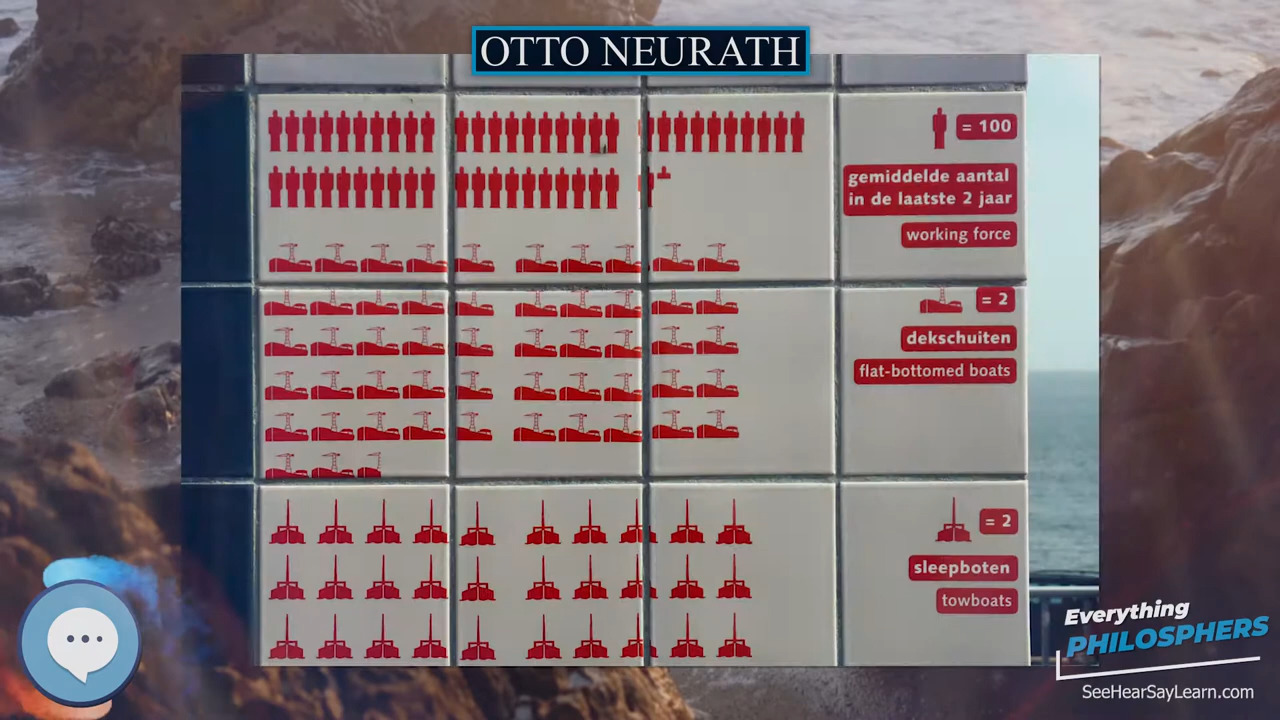 OTTO NEURATH
= 100
gemiddelde aantal
in de laatste 2 jaar
working force
= 2
dekschuiten
flat-bottomed boats
= 2
sleepboten
towboats
Everything
PHILOSPHERS
SeeHearSayLearn.com